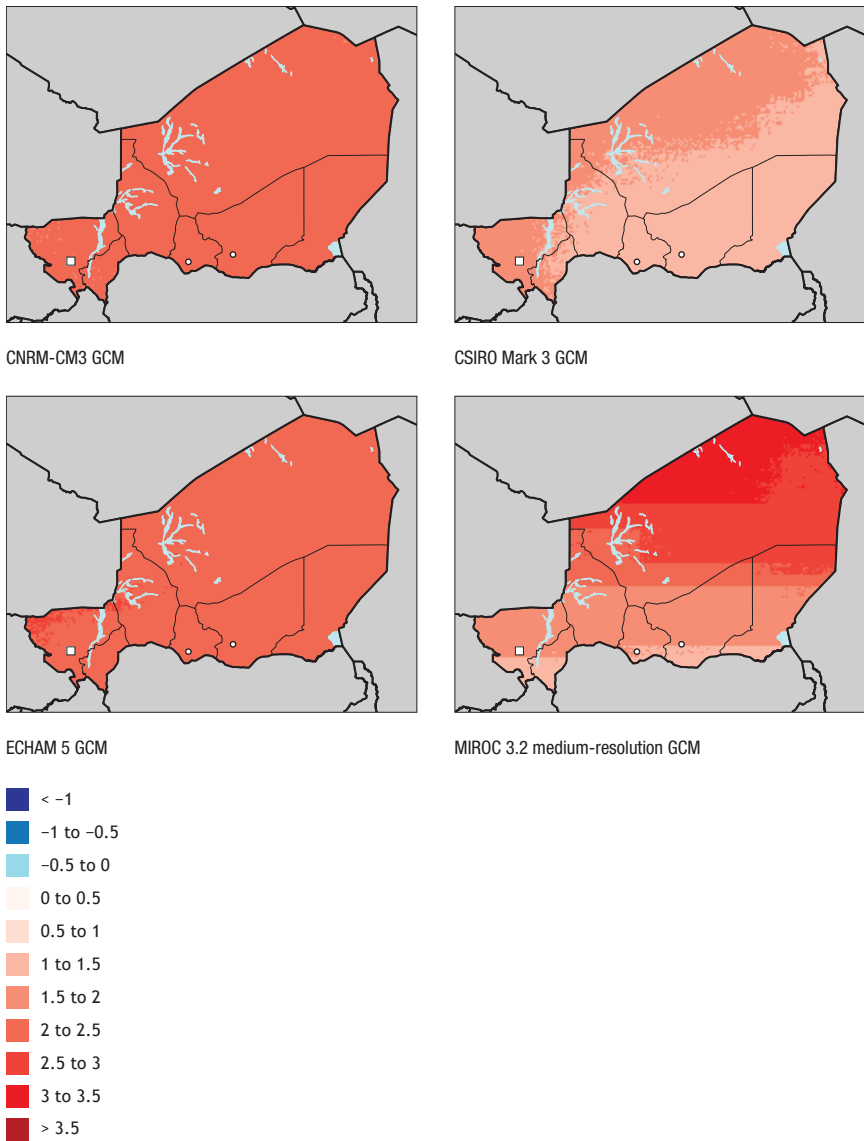 CNRM-CM3 GCM
CSIRO Mark 3 GCM
ECHAM 5 GCM
MIROC 3.2 medium-resolution GCM
< −1
−1 to −0.5
−0.5 to 0
0 to 0.5
0.5 to 1
1 to 1.5
1.5 to 2
2 to 2.5
2.5 to 3
3 to 3.5
> 3.5